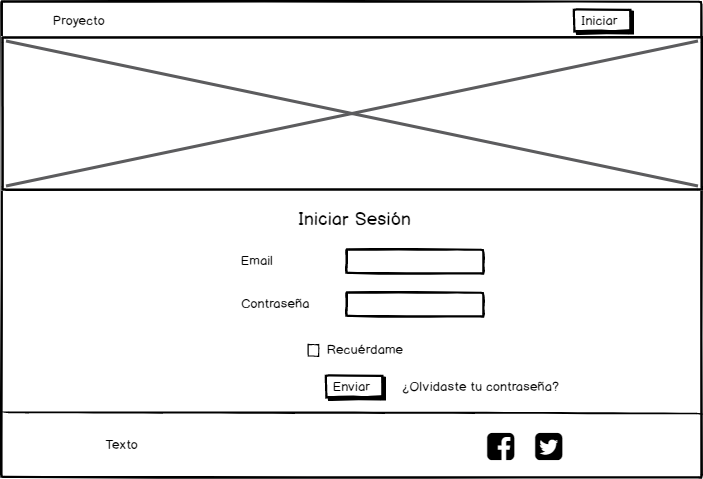 Proyecto
Iniciar
Iniciar Sesión
Email
Contraseña
Recuérdame
Enviar
¿Olvidaste tu contraseña?
Texto